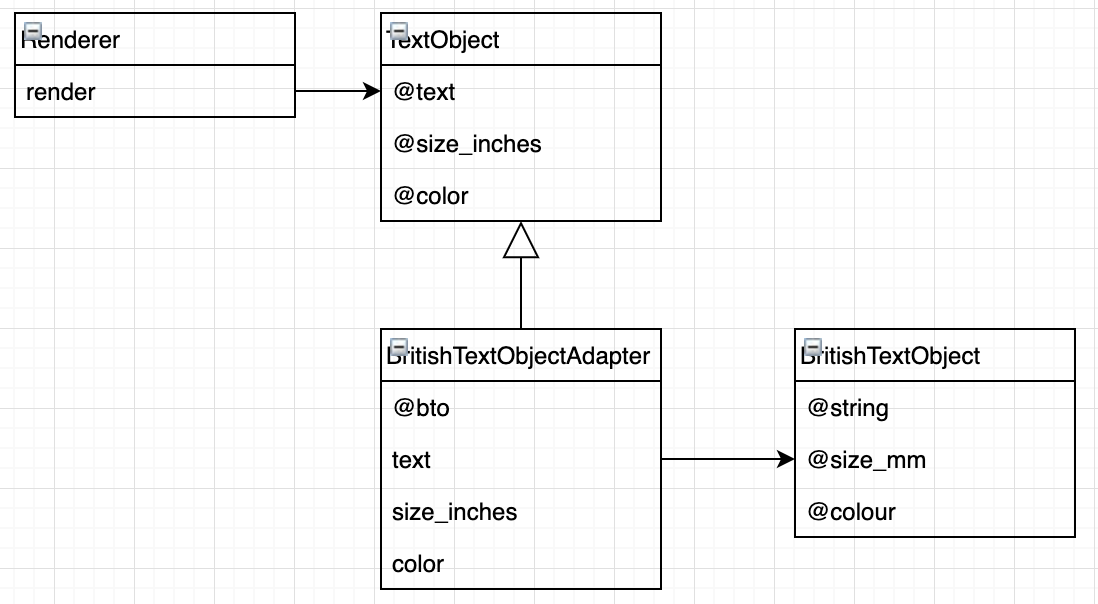 Renderer
render
TextObject
@text
@size_inches
@color
BritishTextObjectAdapter
@bto
text
size_inches
color
BritishTextObject
@string
@size_mm
@colour